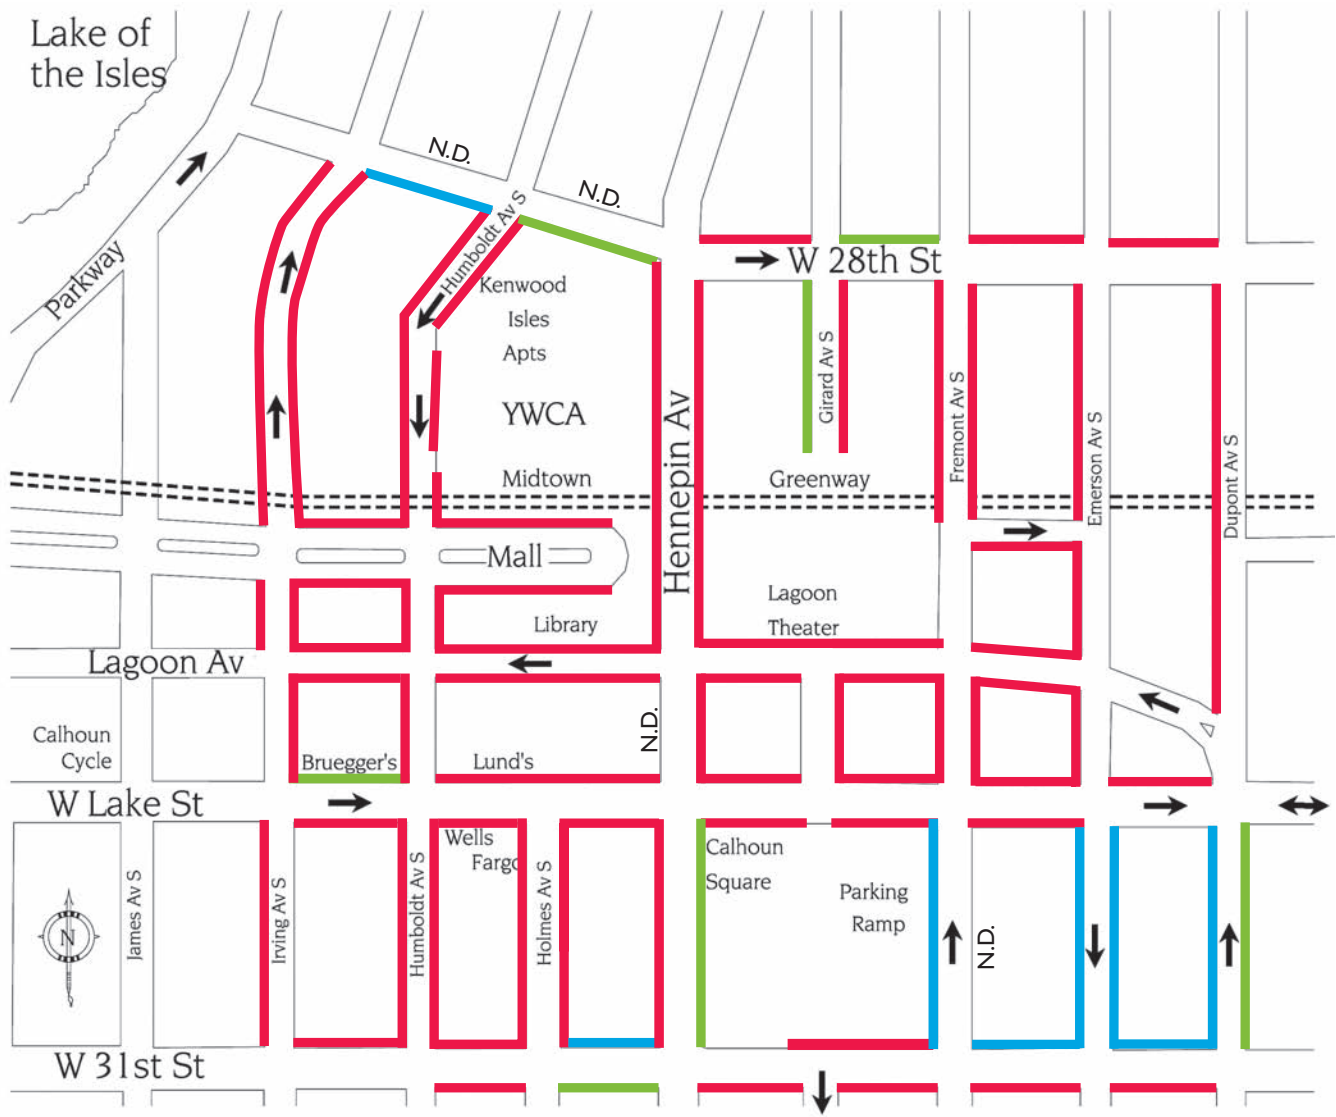 Lake of
the Isles
N.D.
N.D.
Humboldt Av S
Parkway
W 28th St
Kenwood
Isles
Apts
Girard Av S
Fremont Av S
YWCA
Hennepin Av
Emerson Av S
Dupont Av S
Midtown
Greenway
Mall
Lagoon
Theater
Library
Lagoon Av
N.D.
Calhoun
Cycle
Bruegger's
Lund's
W Lake St
Wells
Fargo
Calhoun
Square
Parking
Ramp
James Av S
Irving Av S
Humboldt Av S
Holmes Av S
N.D.
N
W 31st St